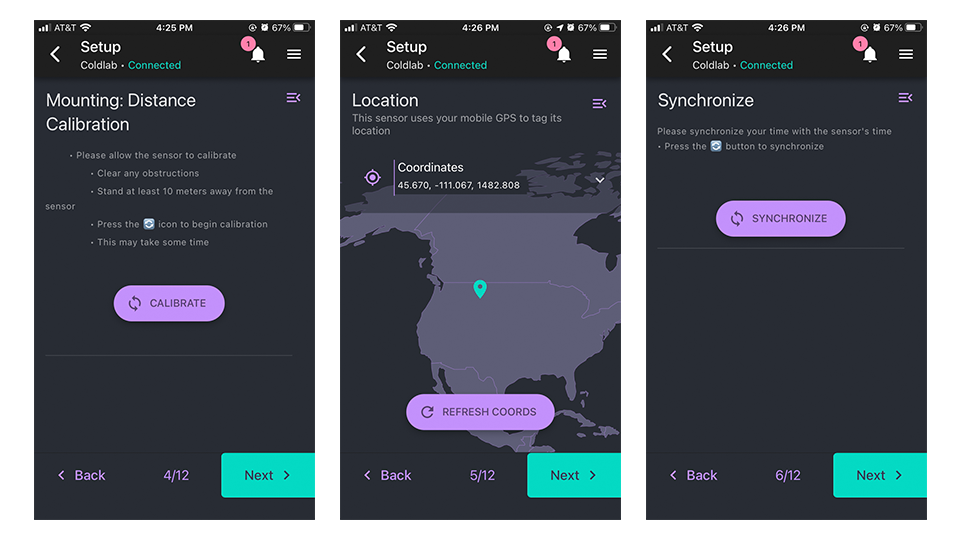 AT&T 4:25 PM 67%
Setup
1
Coldlab • Connected
Mounting: Distance
Calibration
• Please allow the sensor to calibrate
• Clear any obstructions
• Stand at least 10 meters away from the
sensor
• Press the icon to begin calibration
• This may take some time
CALIBRATE
Back 4/12 Next
AT&T 4:26 PM 67%
Setup
1
Coldlab • Connected
Location
This sensor uses your mobile GPS to tag its
location
Coordinates
45.670, -111.067, 1482.808
REFRESH COORDS
Back 5/12 Next
AT&T 4:26 PM 67%
Setup
1
Coldlab • Connected
Synchronize
Please synchronize your time with the sensor's time
• Press the button to synchronize
SYNCHRONIZE
Back 6/12 Next